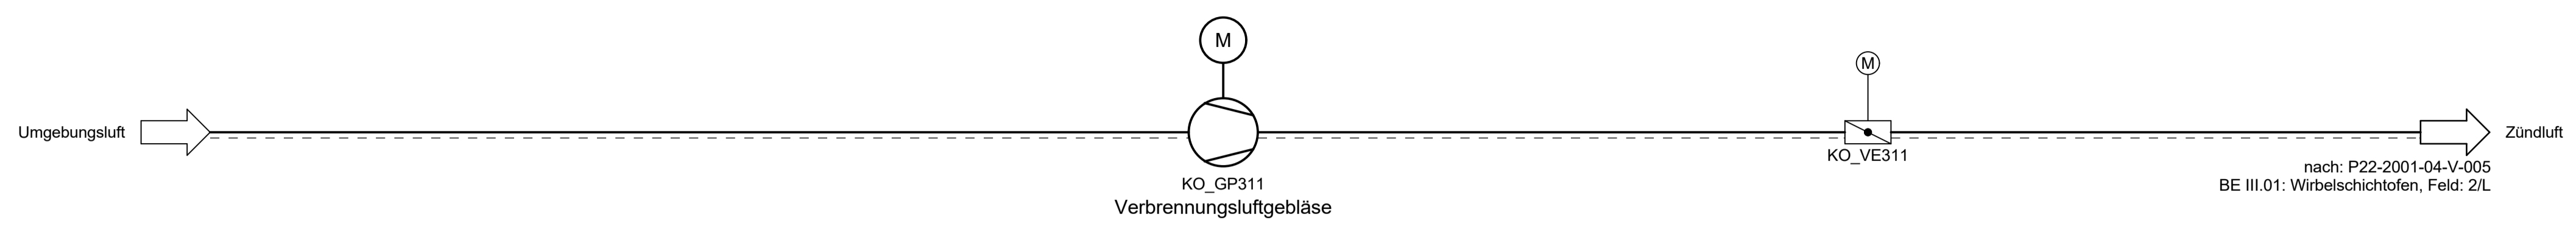 M
M
Umgebungsluft
Zündluft
KO_VE311
nach: P22-2001-04-V-005
KO_GP311
BE III.01: Wirbelschichtofen, Feld: 2/L
Verbrennungsluftgebläse